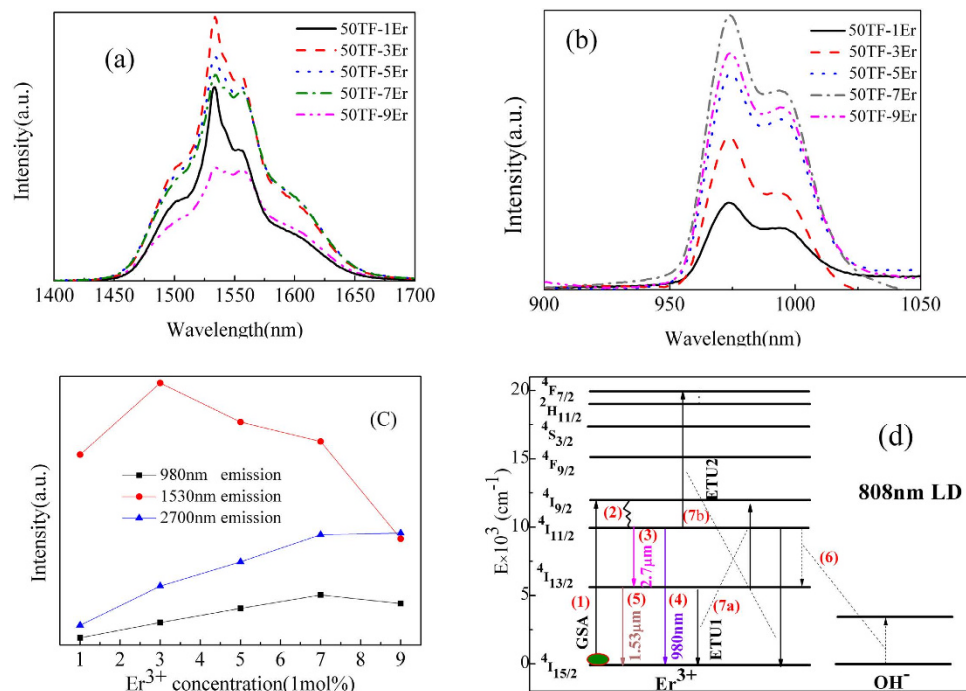 (a)
50TF-1Er
50TF-3Er
50TF-5Er
50TF-7Er
50TF-9Er
Intensity(a.u.)
1400 1450 1500 1550 1600 1650 1700
Wavelength(nm)
(b)
50TF-1Er
50TF-3Er
50TF-5Er
50TF-7Er
50TF-9Er
Intensity(a.u.)
900 950 1000 1050
Wavelength(nm)
(C)
980nm emission
1530nm emission
2700nm emission
Intensity(a.u.)
1 3 5 7 9
Er³⁺ concentration(1mol%)
(d)
808nm LD
E×10³ (cm⁻¹)
20
15
10
5
0
⁴F₇/₂
²H₁₁/₂
⁴S₃/₂
⁴F₉/₂
⁴I₉/₂
⁴I₁₁/₂
⁴I₁₃/₂
⁴I₁₅/₂
ETU2
(2)
(7b)
(3)
2.7μm
(6)
(1)
(5)
(4)
(7a)
GSA
1.53μm
980nm
ETU1
Er³⁺
OH⁻